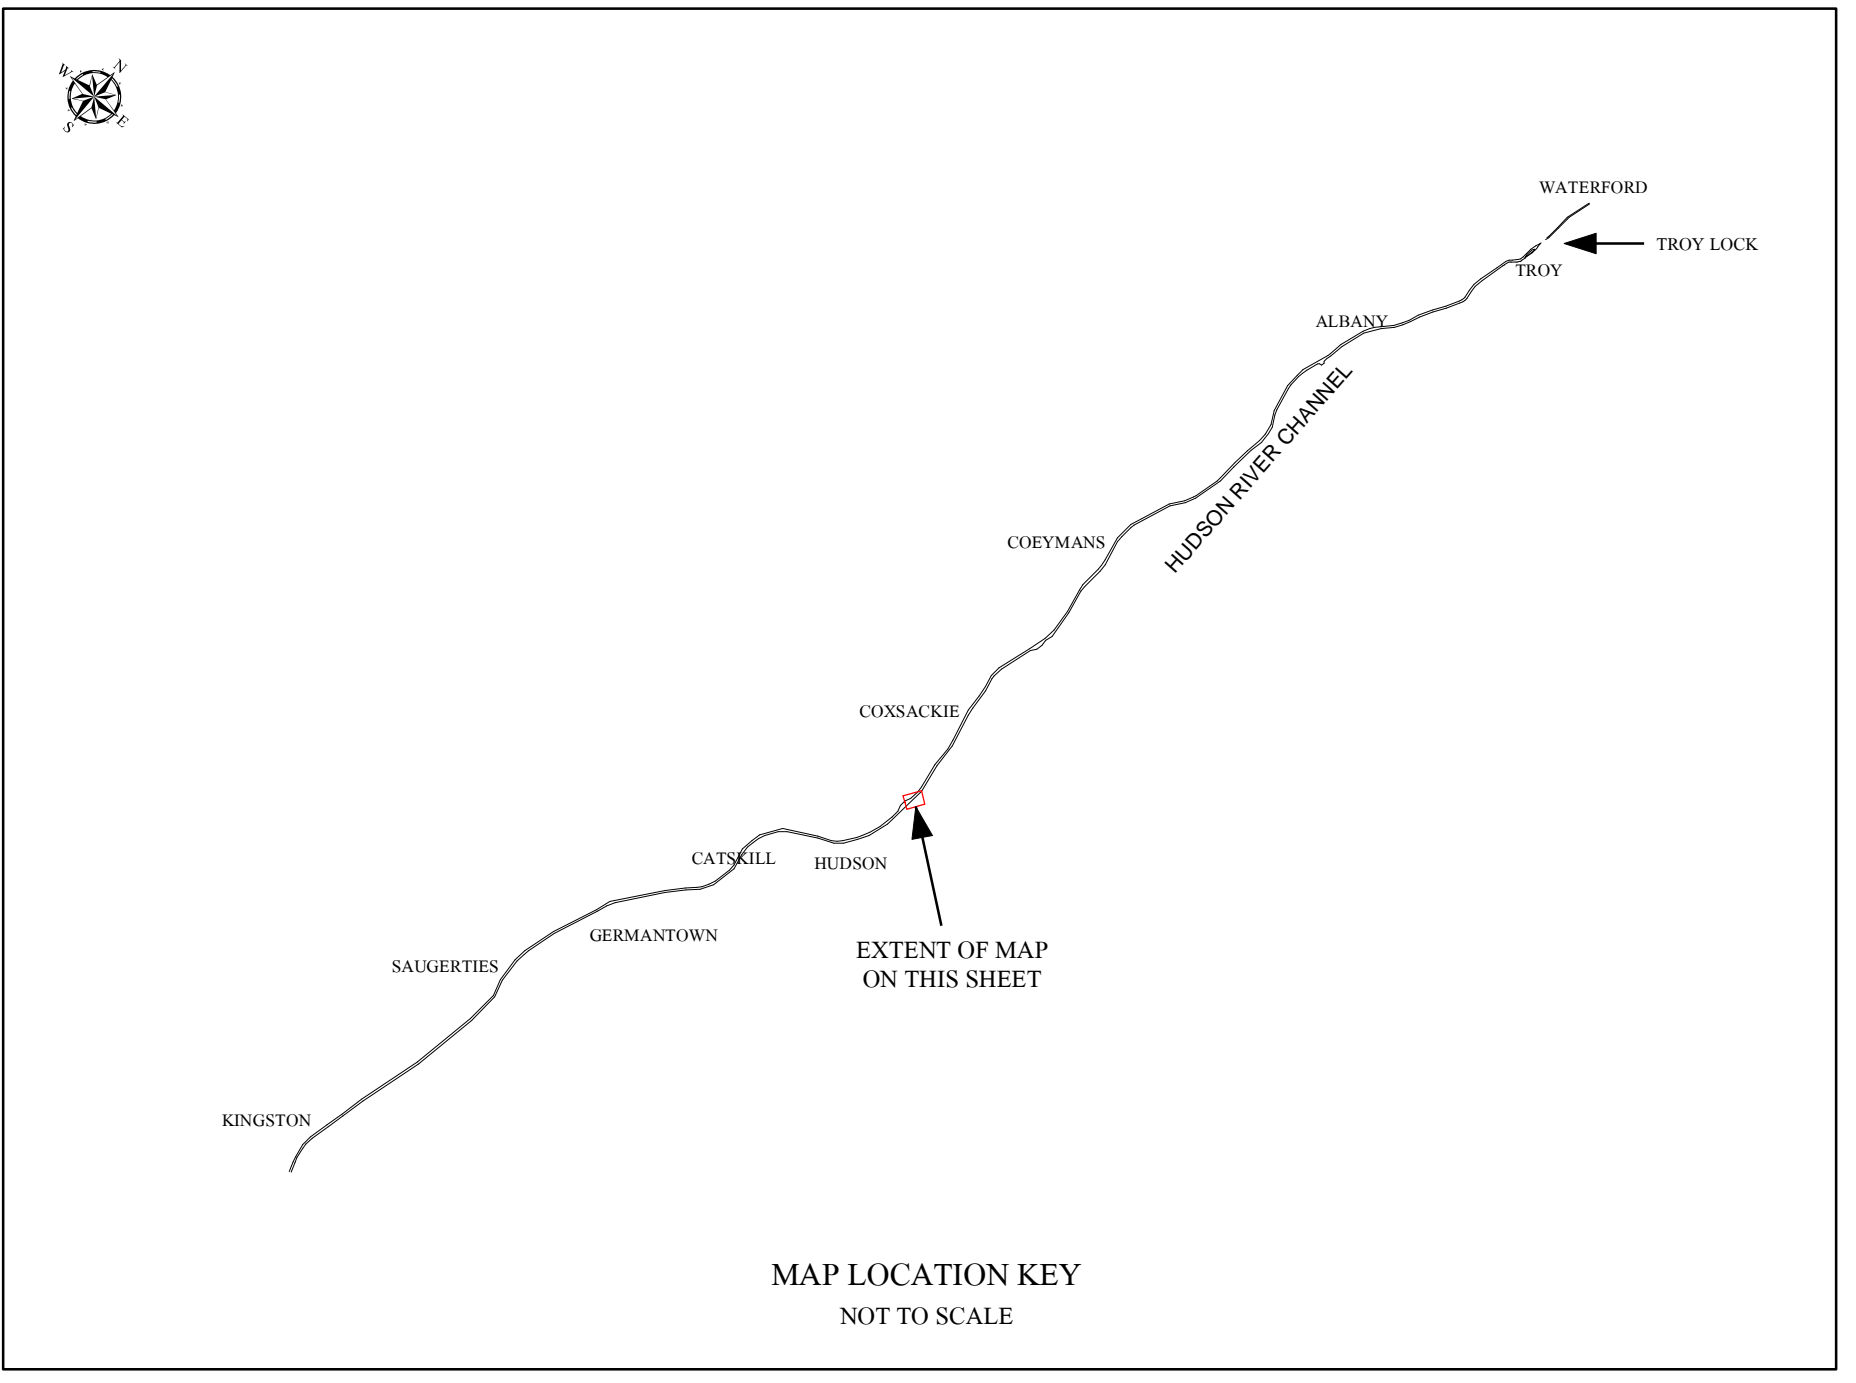 W N
S E
WATERFORD
TROY LOCK
TROY
ALBANY
HUDSON RIVER CHANNEL
COEYMANS
COXSACKIE
CATSKILL
HUDSON
GERMANTOWN
EXTENT OF MAP
ON THIS SHEET
SAUGERTIES
KINGSTON
MAP LOCATION KEY
NOT TO SCALE